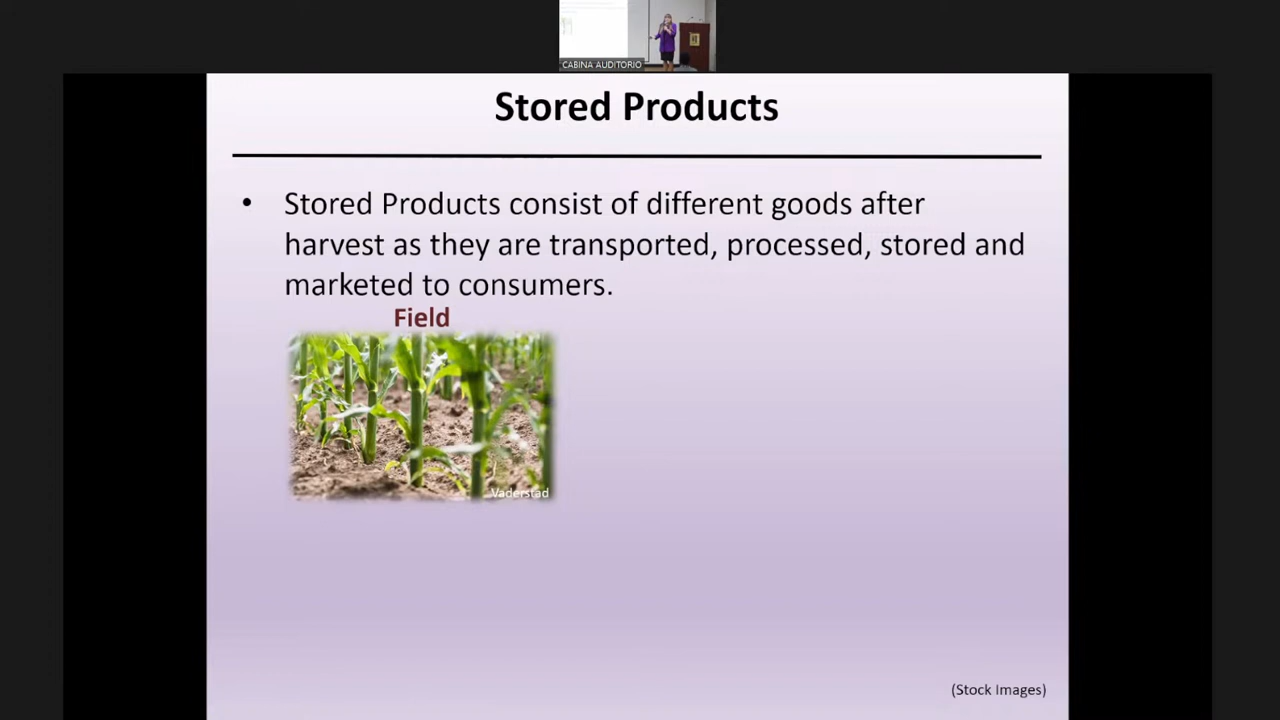 CABINA AUDITORIO
Stored Products
• Stored Products consist of different goods after
harvest as they are transported, processed, stored and
marketed to consumers.
Field
Vaderstad
(Stock Images)